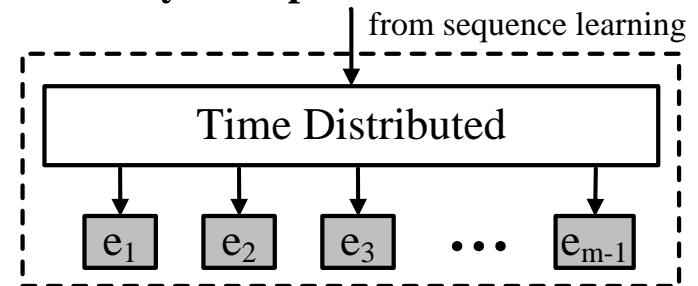 from sequence learning
Time Distributed
e₁ e₂ e₃ ••• eₘ₋₁